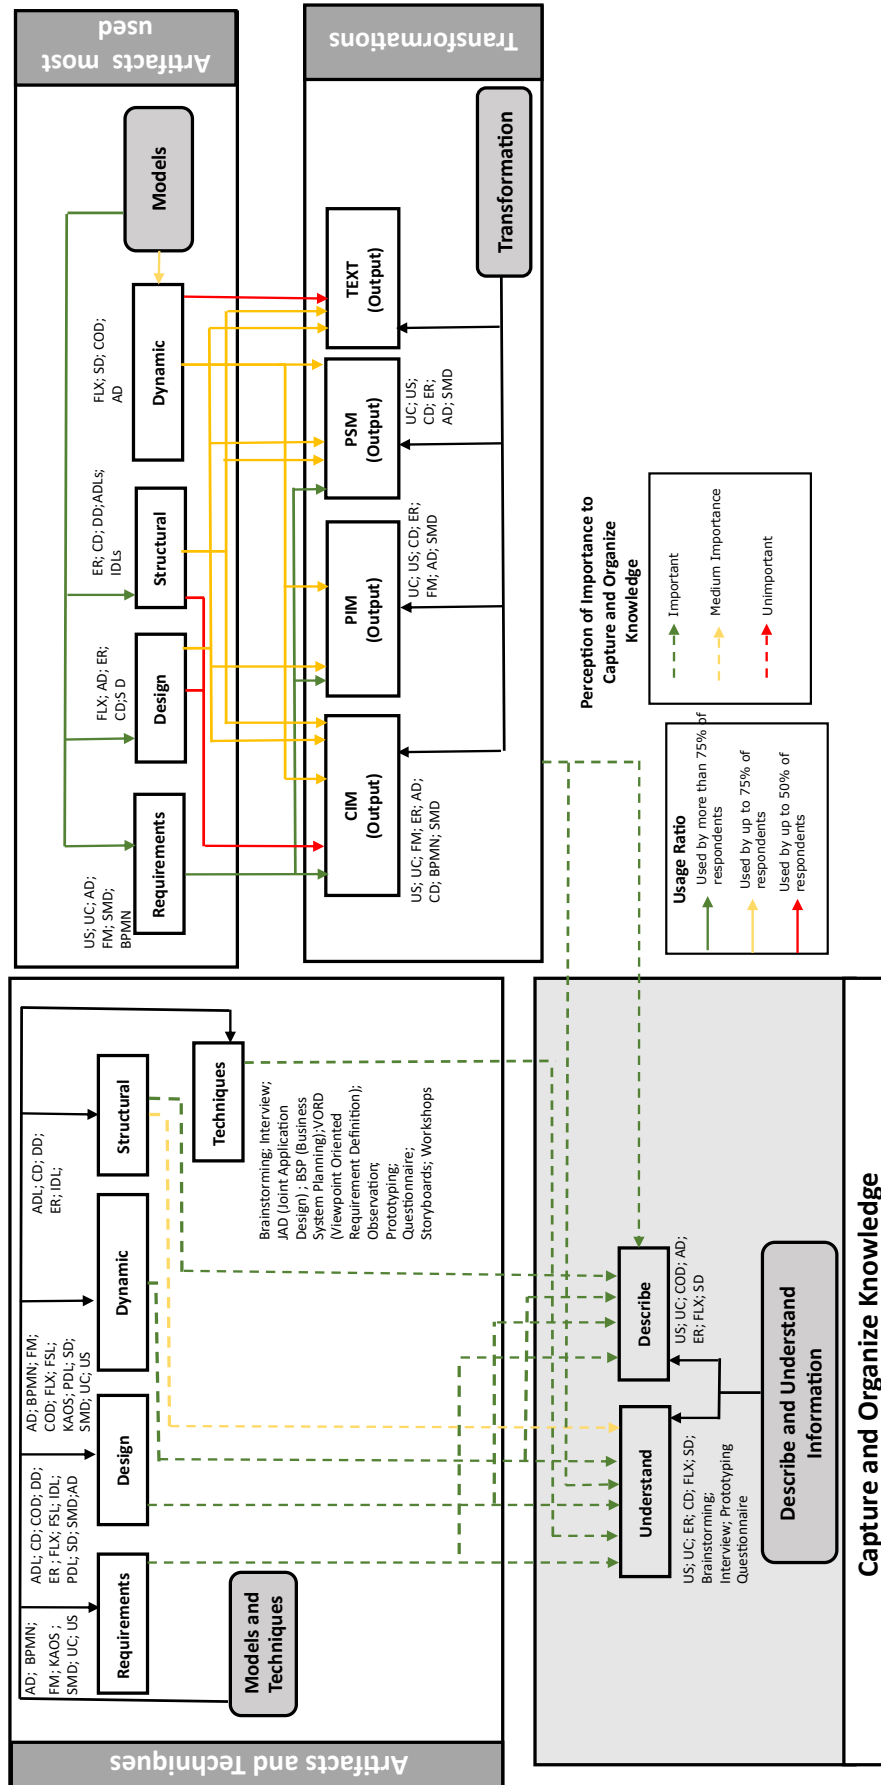 Artifacts and Techniques
Models and
Techniques
AD; BPMN;
FM; KAOS ;
SMD; UC; US
Requirements
ADL; CD; COD; DD;
ER ; FLX; FSL; IDL;
PDL; SD; SMD;AD
Design
AD; BPMN; FM;
COD; FLX; FSL;
KAOS; PDL; SD;
SMD; UC; US
Dynamic
ADL; CD; DD;
ER; IDL;
Structural
Techniques
Brainstorming; Interview;
JAD (Joint Application
Design) ; BSP (Business
System Planning);VORD
(Viewpoint Oriented
Requirement Definition);
Observation;
Prototyping;
Questionnaire;
Storyboards; Workshops
Artifacts most
used
Models
US; UC; AD;
FM; SMD;
BPMN
Requirements
FLX; AD; ER;
CD;S D
Design
ER; CD; DD;ADLs;
IDLs
Structural
FLX; SD; COD;
AD
Dynamic
Transformations
CIM
(Output)
US; UC; FM; ER; AD;
CD; BPMN; SMD
PIM
(Output)
UC; US; CD; ER;
FM; AD; SMD
PSM
(Output)
UC; US;
CD; ER;
AD; SMD
TEXT
(Output)
Transformation
Understand
US; UC; ER; CD; FLX; SD;
Brainstorming;
Interview; Prototyping
Questionnaire
Describe
US; UC; COD; AD;
ER; FLX; SD
Describe and Understand
Information
Capture and Organize Knowledge
Usage Ratio
Used by more than 75% of
respondents
Used by up to 75% of
respondents
Used by up to 50% of
respondents
Perception of Importance to
Capture and Organize
Knowledge
Important
Medium Importance
Unimportant